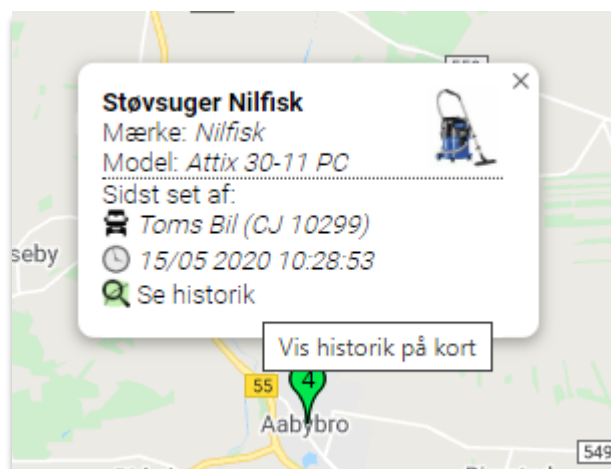 Støvsuger Nilfisk
Mærke: Nilfisk
Model: Attix 30-11 PC
Sidst set af:
Toms Bil (CJ 10299)
15/05 2020 10:28:53
Se historik
seby
Vis historik på kort
55
4
Aabybro
549